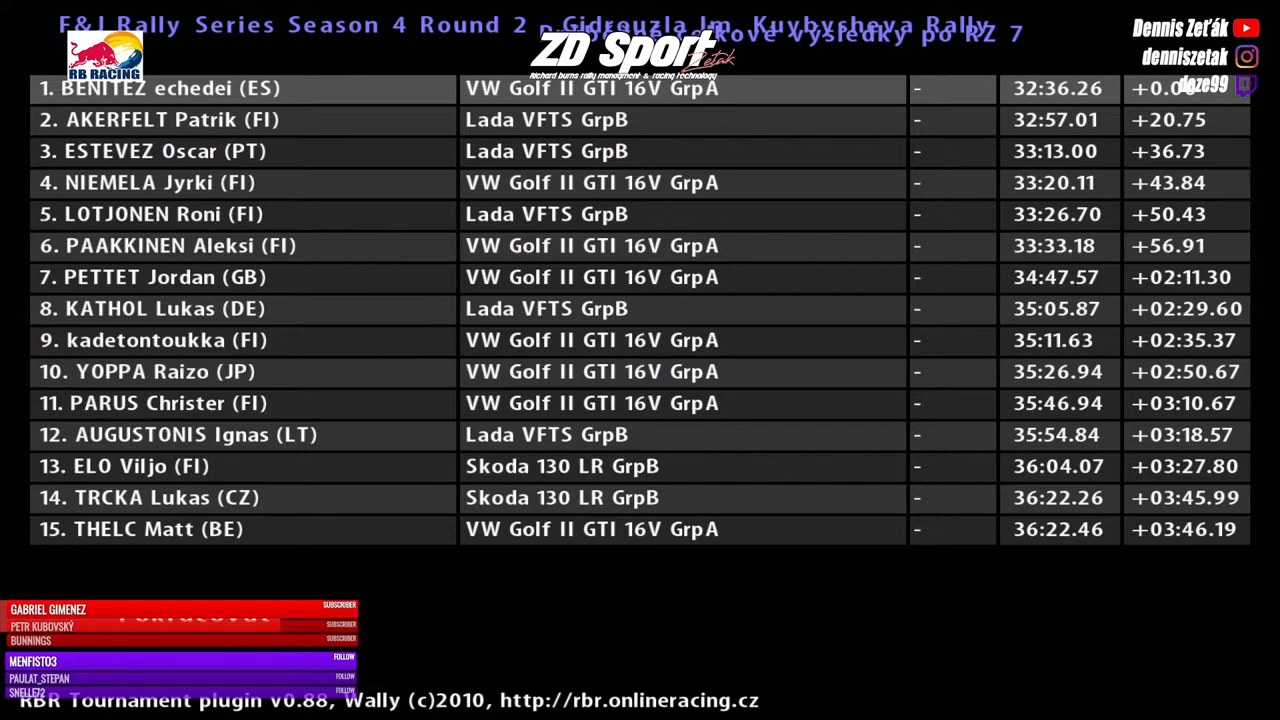 F&I Rally Series Season 4 Round 2 - Gidrouzla Im. Kuybysheva Rally
celkove vysledky po RZ 7
RB RACING
ZD Sport
Zeťák
Richard burns rally managment & racing technology
Dennis Zeťák
denniszetak
doze99
1. BENITEZ echedei (ES) VW Golf II GTI 16V GrpA - 32:36.26 +0.00
2. AKERFELT Patrik (FI) Lada VFTS GrpB - 32:57.01 +20.75
3. ESTEVEZ Oscar (PT) Lada VFTS GrpB - 33:13.00 +36.73
4. NIEMELA Jyrki (FI) VW Golf II GTI 16V GrpA - 33:20.11 +43.84
5. LOTJONEN Roni (FI) Lada VFTS GrpB - 33:26.70 +50.43
6. PAAKKINEN Aleksi (FI) VW Golf II GTI 16V GrpA - 33:33.18 +56.91
7. PETTET Jordan (GB) VW Golf II GTI 16V GrpA - 34:47.57 +02:11.30
8. KATHOL Lukas (DE) Lada VFTS GrpB - 35:05.87 +02:29.60
9. kadetontoukka (FI) VW Golf II GTI 16V GrpA - 35:11.63 +02:35.37
10. YOPPA Raizo (JP) VW Golf II GTI 16V GrpA - 35:26.94 +02:50.67
11. PARUS Christer (FI) VW Golf II GTI 16V GrpA - 35:46.94 +03:10.67
12. AUGUSTONIS Ignas (LT) Lada VFTS GrpB - 35:54.84 +03:18.57
13. ELO Viljo (FI) Skoda 130 LR GrpB - 36:04.07 +03:27.80
14. TRCKA Lukas (CZ) Skoda 130 LR GrpB - 36:22.26 +03:45.99
15. THELC Matt (BE) VW Golf II GTI 16V GrpA - 36:22.46 +03:46.19
GABRIEL GIMENEZ SUBSCRIBER
PETR KUBOVSKÝ SUBSCRIBER
BUNNINGS SUBSCRIBER
MENFISTO3 FOLLOW
PAULAT_STEPAN FOLLOW
SNELLE72 FOLLOW
RBR Tournament plugin v0.88, Wally (c)2010, http://rbr.onlineracing.cz